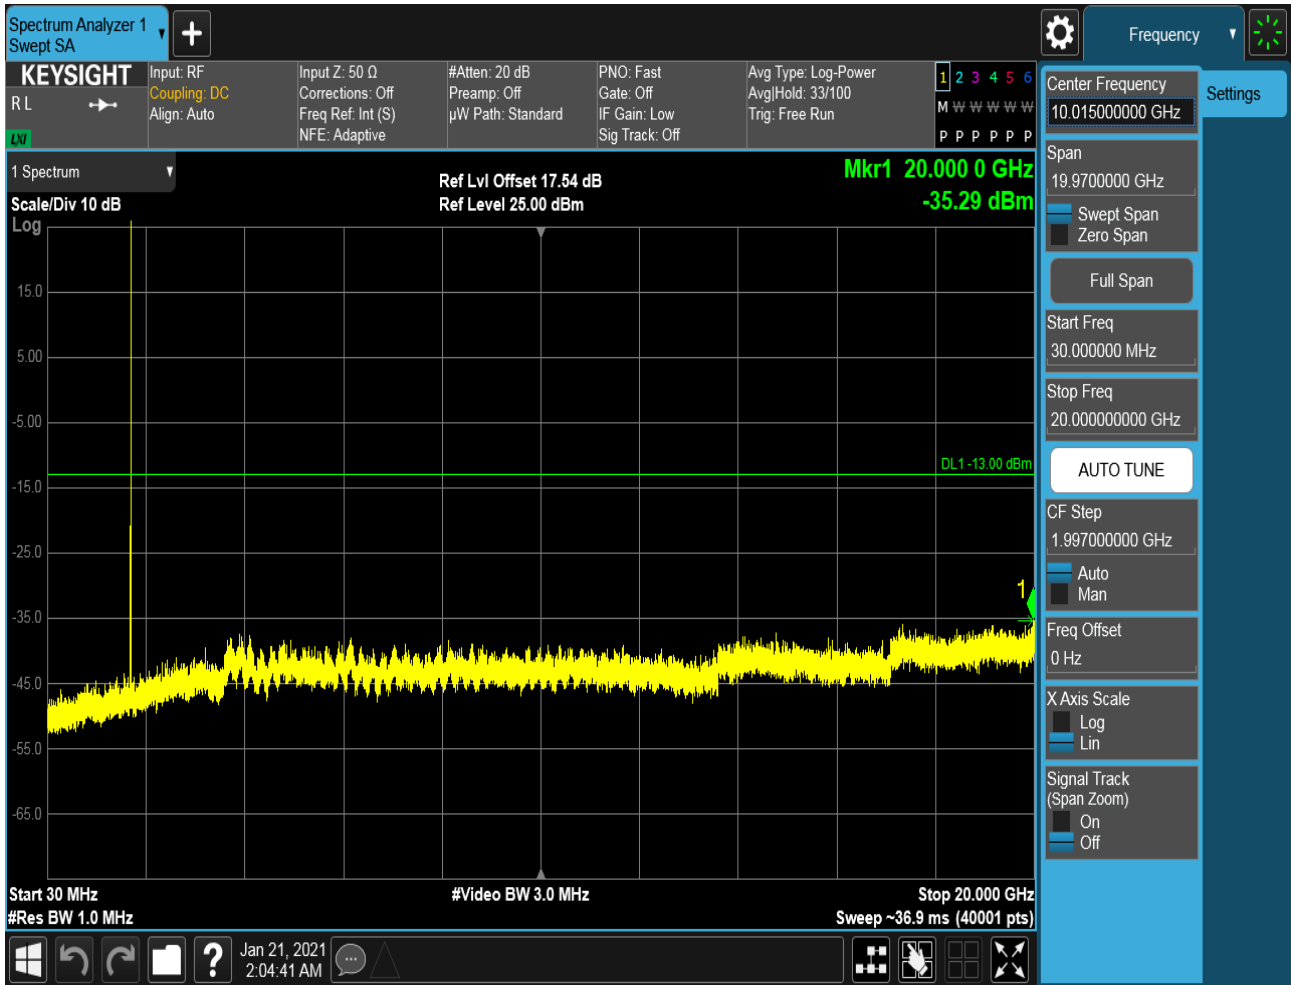 Spectrum Analyzer 1
Swept SA
Frequency
KEYSIGHT
R L
LXI
Input: RF
Coupling: DC
Align: Auto
Input Z: 50 Ω
Corrections: Off
Freq Ref: Int (S)
NFE: Adaptive
#Atten: 20 dB
Preamp: Off
µW Path: Standard
PNO: Fast
Gate: Off
IF Gain: Low
Sig Track: Off
Avg Type: Log-Power
Avg|Hold: 33/100
Trig: Free Run
1 2 3 4 5 6
M W W W W W
P P P P P P
Center Frequency
10.015000000 GHz
Settings
1 Spectrum
Ref Lvl Offset 17.54 dB
Ref Level 25.00 dBm
Mkr1 20.000 0 GHz
-35.29 dBm
Scale/Div 10 dB
Log
15.0
5.00
-5.00
-15.0
-25.0
-35.0
-45.0
-55.0
-65.0
DL1 -13.00 dBm
1
Start 30 MHz
#Res BW 1.0 MHz
#Video BW 3.0 MHz
Stop 20.000 GHz
Sweep ~36.9 ms (40001 pts)
Span
19.9700000 GHz
Swept Span
Zero Span
Full Span
Start Freq
30.000000 MHz
Stop Freq
20.000000000 GHz
AUTO TUNE
CF Step
1.997000000 GHz
Auto
Man
Freq Offset
0 Hz
X Axis Scale
Log
Lin
Signal Track
(Span Zoom)
On
Off
?
Jan 21, 2021
2:04:41 AM